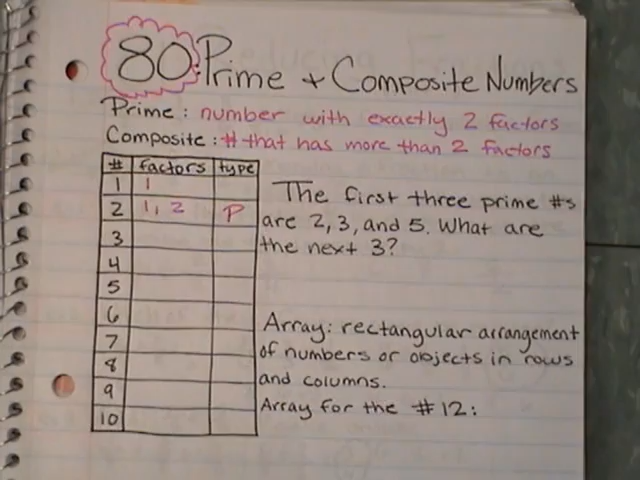 80: Prime + Composite Numbers
Prime: number with exactly 2 factors
Composite: # that has more than 2 factors
# factors type
1 1
2 1, 2 P
3
4
5
6
7
8
9
10
The first three prime #s
are 2, 3, and 5. What are
the next 3?
Array: rectangular arrangement
of numbers or objects in rows
and columns.
Array for the #12: